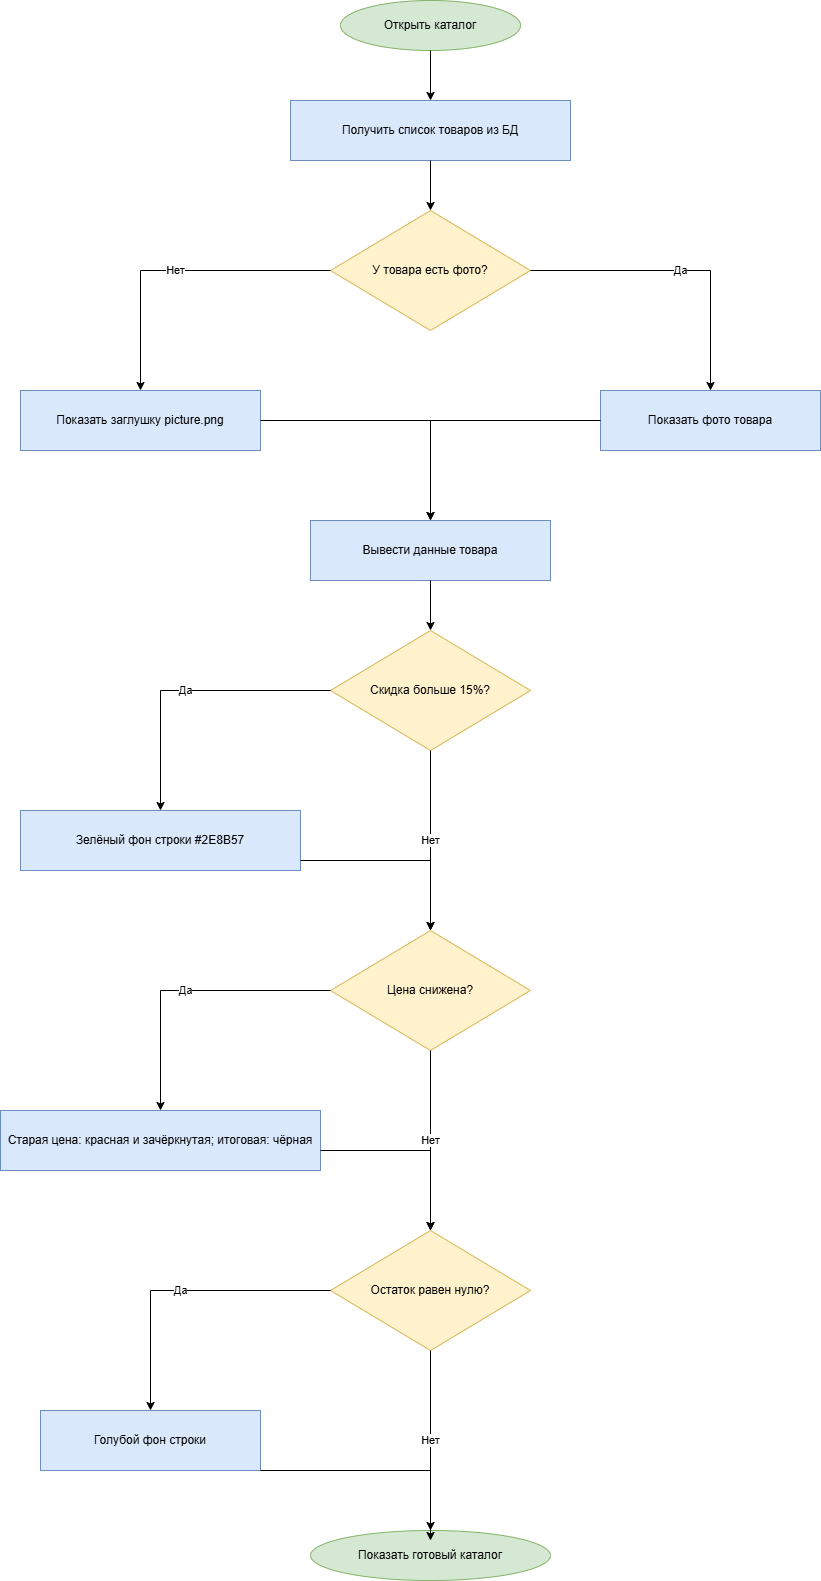 Открыть каталог
Получить список товаров из БД
У товара есть фото?
Нет
Да
Показать заглушку picture.png
Показать фото товара
Вывести данные товара
Скидка больше 15%?
Да
Зелёный фон строки #2E8B57
Нет
Цена снижена?
Да
Старая цена: красная и зачёркнутая; итоговая: чёрная
Нет
Остаток равен нулю?
Да
Голубой фон строки
Нет
Показать готовый каталог